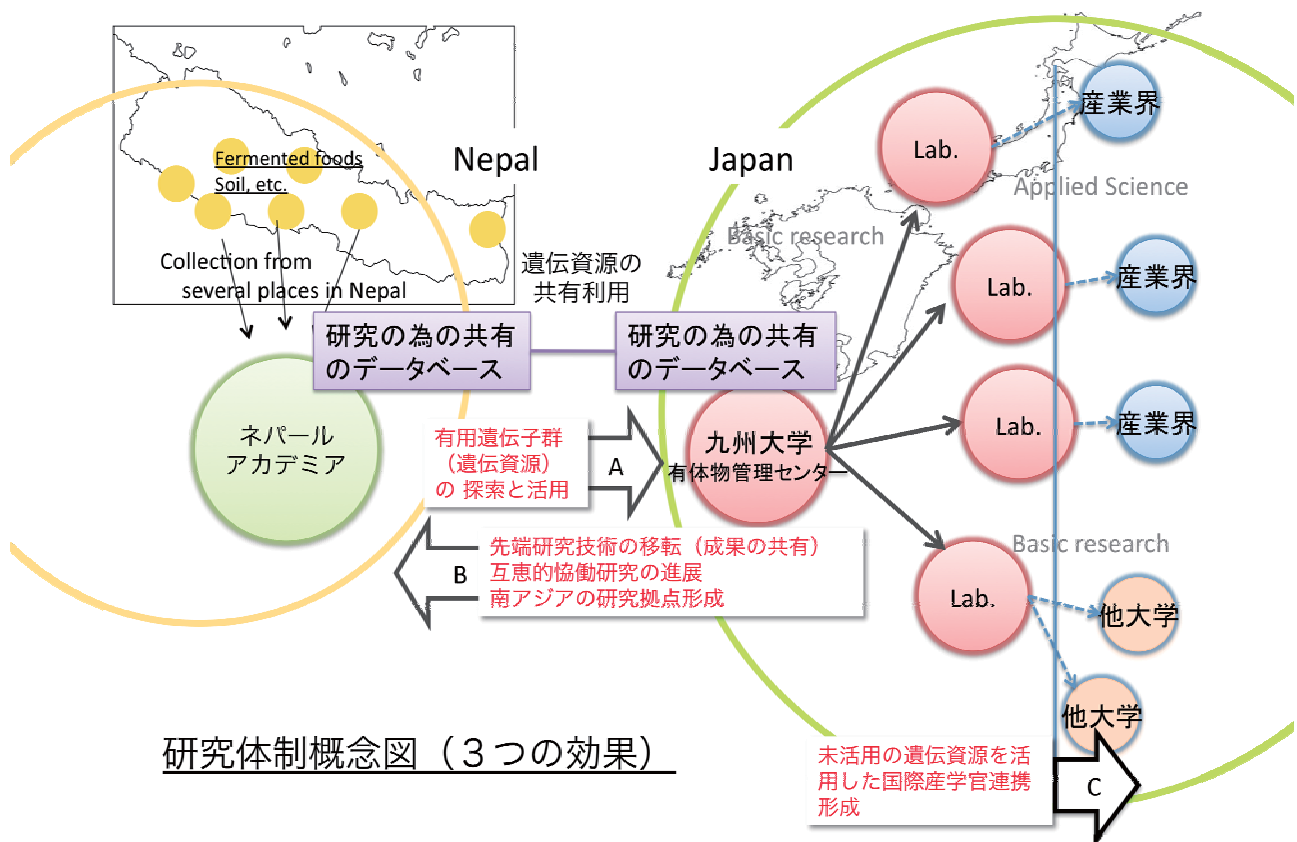 Nepal
Fermented foods
Soil, etc.
Collection from
several places in Nepal
遺伝資源の
共有利用
研究の為の共有
のデータベース
ネパール
アカデミア
Japan
Basic research
研究の為の共有
のデータベース
九州大学
有体物管理センター
有用遺伝子群
（遺伝資源）
の 探索と活用
A
B
先端研究技術の移転（成果の共有）
互恵的恊働研究の進展
南アジアの研究拠点形成
Lab.
産業界
Applied Science
Lab.
産業界
Lab.
産業界
Basic research
Lab.
他大学
他大学
研究体制概念図（３つの効果）
未活用の遺伝資源を活
用した国際産学官連携
形成
C